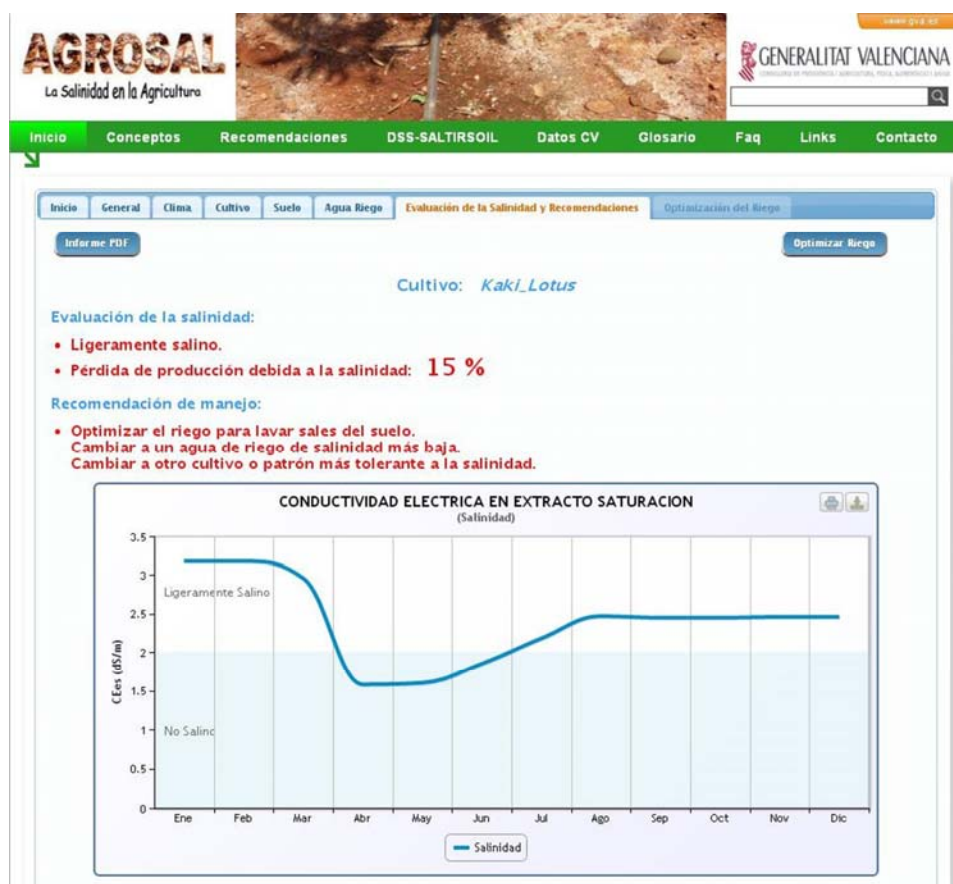 AGROSAL
La Salinidad en la Agricultura
GENERALITAT VALENCIANA
Inicio Conceptos Recomendaciones DSS-SALTIRSOIL Datos CV Glosario Faq Links Contacto
Inicio General Clima Cultivo Suelo Agua Riego Evaluación de la Salinidad y Recomendaciones Optimización del Riego
Informe PDF Optimizar Riego
Cultivo: Kaki_Lotus
Evaluación de la salinidad:
• Ligeramente salino.
• Pérdida de producción debida a la salinidad: 15 %
Recomendación de manejo:
• Optimizar el riego para lavar sales del suelo.
Cambiar a un agua de riego de salinidad más baja.
Cambiar a otro cultivo o patrón más tolerante a la salinidad.
CONDUCTIVIDAD ELECTRICA EN EXTRACTO SATURACION
(Salinidad)
3.5
3
Ligeramente Salino
2.5
2
CEes (dS/m)
1.5
1
No Salino
0.5
0
Ene Feb Mar Abr May Jun Jul Ago Sep Oct Nov Dic
Salinidad